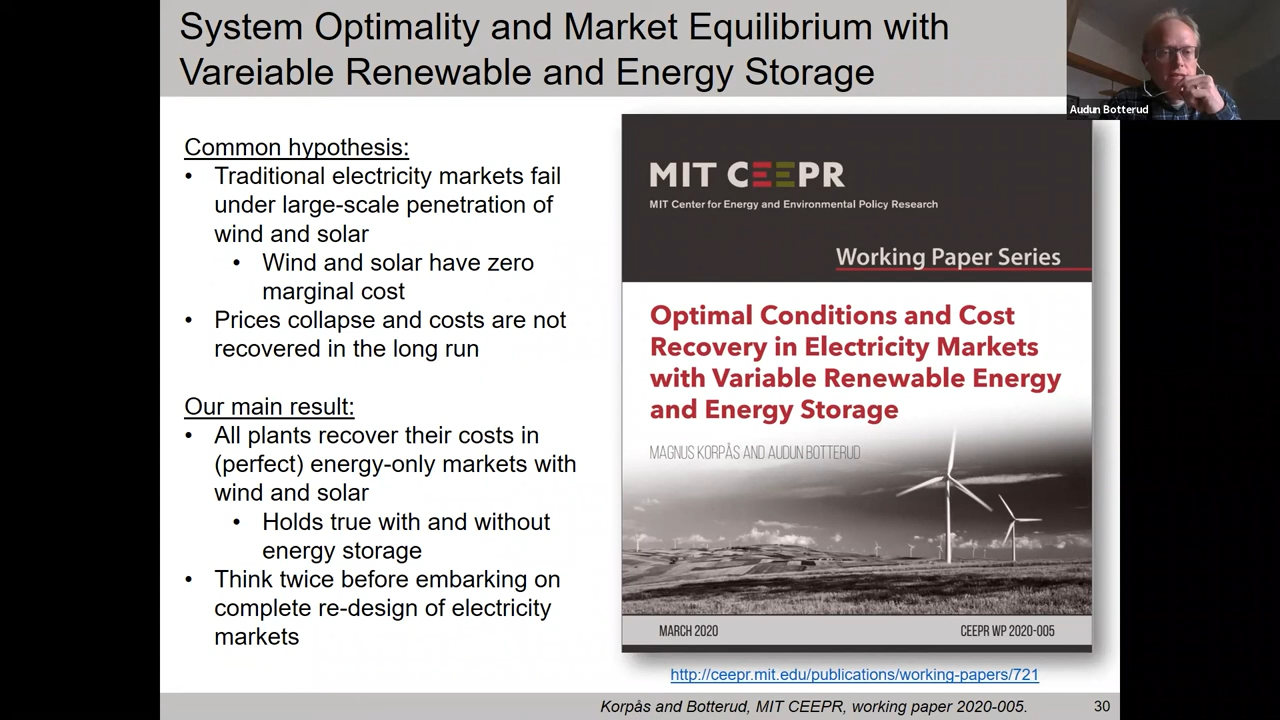 System Optimality and Market Equilibrium with
Vareiable Renewable and Energy Storage
Audun Botterud
Common hypothesis:
• Traditional electricity markets fail
under large-scale penetration of
wind and solar
• Wind and solar have zero
marginal cost
• Prices collapse and costs are not
recovered in the long run
Our main result:
• All plants recover their costs in
(perfect) energy-only markets with
wind and solar
• Holds true with and without
energy storage
• Think twice before embarking on
complete re-design of electricity
markets
MIT CEEPR
MIT Center for Energy and Environmental Policy Research
Working Paper Series
Optimal Conditions and Cost
Recovery in Electricity Markets
with Variable Renewable Energy
and Energy Storage
MAGNUS KORPÅS AND AUDUN BOTTERUD
MARCH 2020
CEEPR WP 2020-005
http://ceepr.mit.edu/publications/working-papers/721
Korpås and Botterud, MIT CEEPR, working paper 2020-005.
30